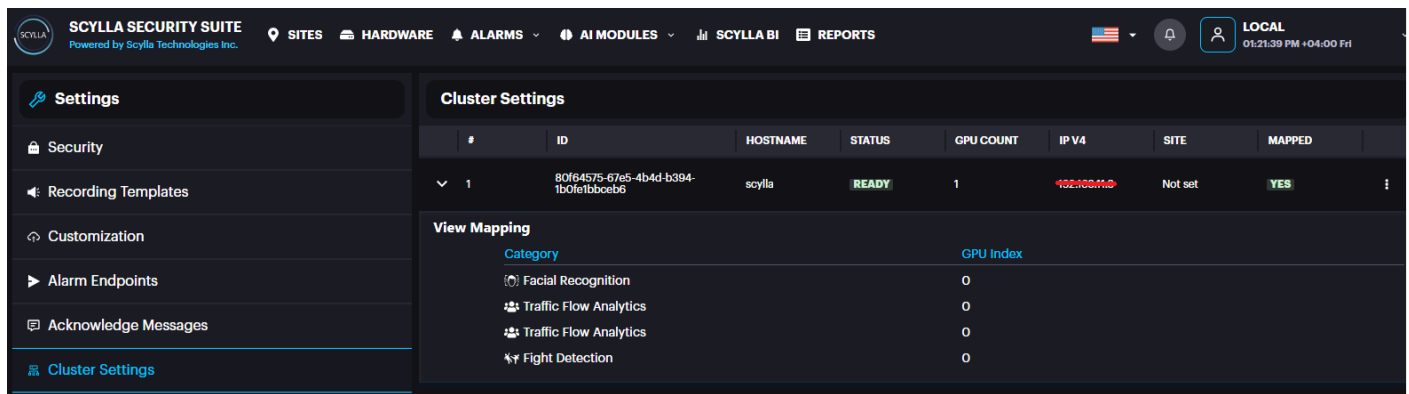 SCYLLA
SCYLLA SECURITY SUITE
Powered by Scylla Technologies Inc.
SITES HARDWARE ALARMS AI MODULES SCYLLA BI REPORTS
LOCAL
01:21:39 PM +04:00 Fri
Settings
Security
Recording Templates
Customization
Alarm Endpoints
Acknowledge Messages
Cluster Settings
Cluster Settings
# ID HOSTNAME STATUS GPU COUNT IP V4 SITE MAPPED
1 80f64575-67e5-4b4d-b394-
1b0fe1bbceb6 scylla READY 1 Not set YES
View Mapping
Category GPU Index
Facial Recognition 0
Traffic Flow Analytics 0
Traffic Flow Analytics 0
Fight Detection 0